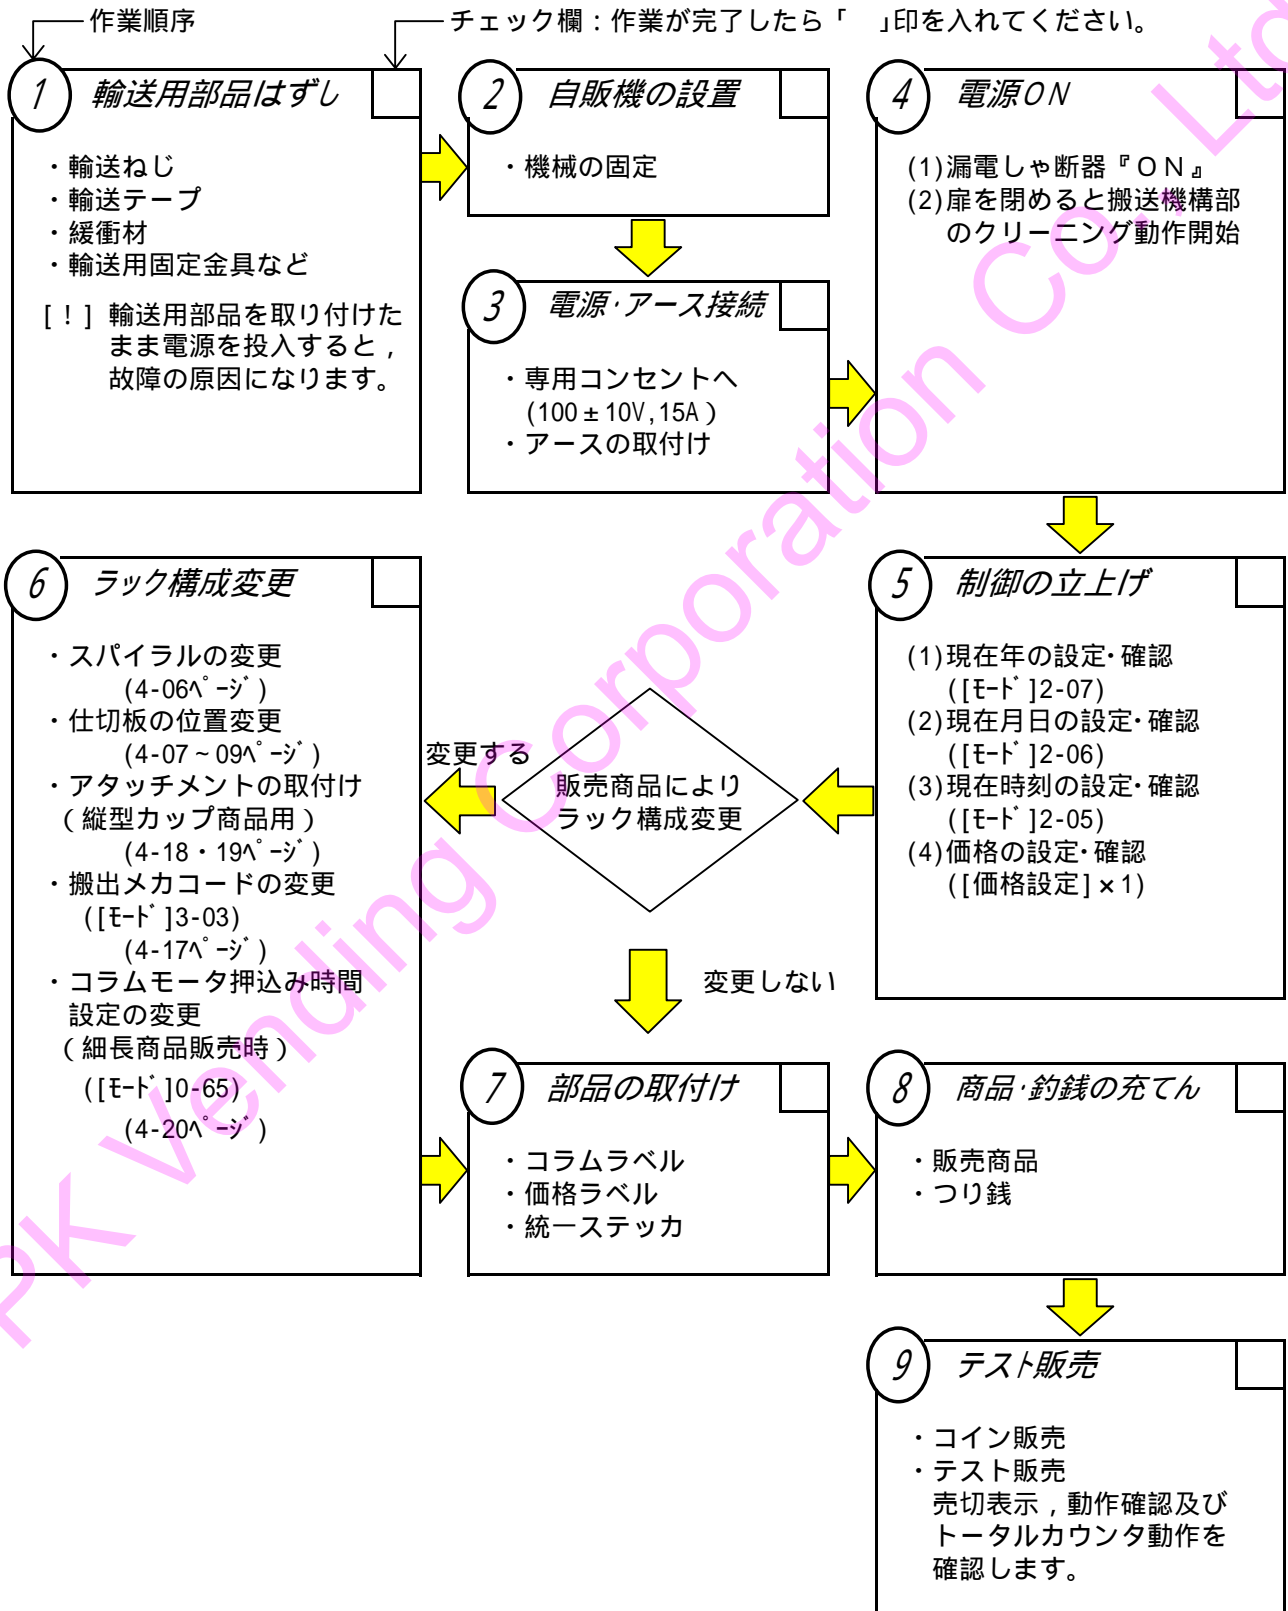 作業順序
チェック欄：作業が完了したら「　」印を入れてください。
1 輸送用部品はずし
・輸送ねじ
・輸送テープ
・緩衝材
・輸送用固定金具など
[！] 輸送用部品を取り付けた
まま電源を投入すると，
故障の原因になります。
2 自販機の設置
・機械の固定
3 電源・アース接続
・専用コンセントへ
(100±10V,15A）
・アースの取付け
4 電源ON
(1)漏電しゃ断器『ＯＮ』
(2)扉を閉めると搬送機構部
のクリーニング動作開始
5 制御の立上げ
(1)現在年の設定・確認
([ﾓｰﾄﾞ]2-07)
(2)現在月日の設定・確認
([ﾓｰﾄﾞ]2-06)
(3)現在時刻の設定・確認
([ﾓｰﾄﾞ]2-05)
(4)価格の設定・確認
([価格設定]×1)
販売商品により
ラック構成変更
変更する
変更しない
6 ラック構成変更
・スパイラルの変更
(4-06ﾍﾟｰｼﾞ)
・仕切板の位置変更
(4-07～09ﾍﾟｰｼﾞ)
・アタッチメントの取付け
（縦型カップ商品用）
(4-18・19ﾍﾟｰｼﾞ)
・搬出メカコードの変更
([ﾓｰﾄﾞ]3-03)
(4-17ﾍﾟｰｼﾞ)
・コラムモータ押込み時間
設定の変更
（細長商品販売時）
([ﾓｰﾄﾞ]0-65)
(4-20ﾍﾟｰｼﾞ)
7 部品の取付け
・コラムラベル
・価格ラベル
・統一ステッカ
8 商品・釣銭の充てん
・販売商品
・つり銭
9 テスト販売
・コイン販売
・テスト販売
売切表示，動作確認及び
トータルカウンタ動作を
確認します。
PK Vending Corporation Co., Ltd